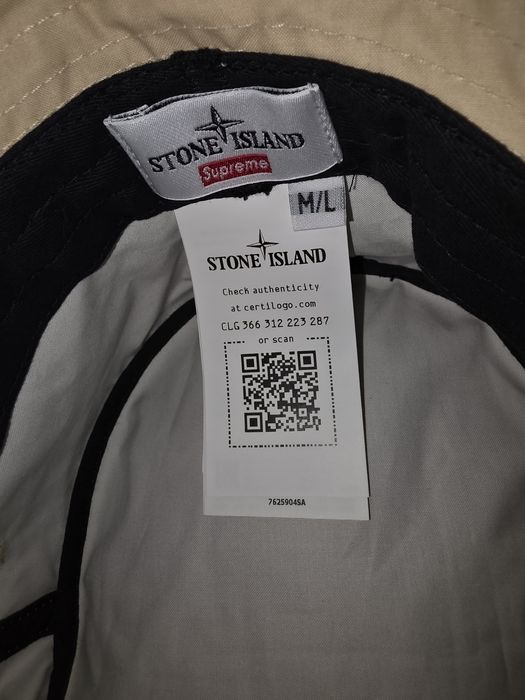 STONE ISLAND
Supreme
M/L
STONE ISLAND
Check authenticity
at certilogo.com
CLG 366 312 223 287
or scan
7625904SA